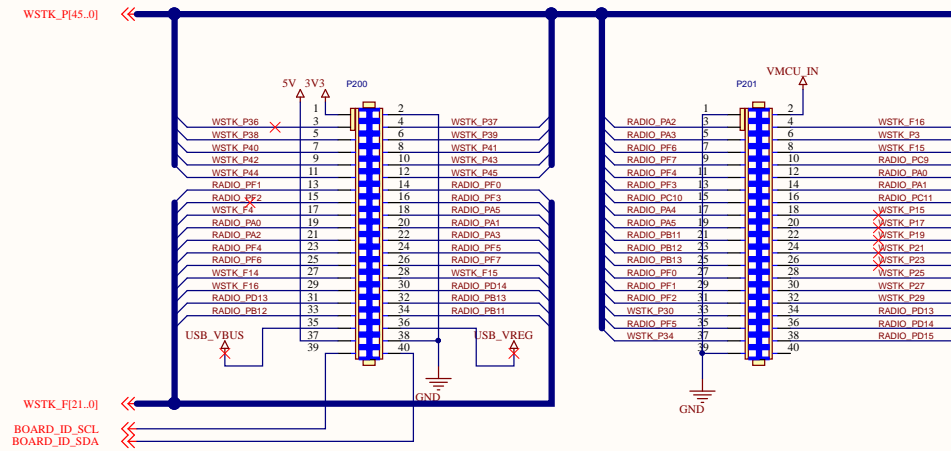 WSTK_P[45..0]
5V 3V3 P200
VMCU_IN
P201
1 2
WSTK_P36 3 4 WSTK_P37
WSTK_P38 5 6 WSTK_P39
WSTK_P40 7 8 WSTK_P41
WSTK_P42 9 10 WSTK_P43
WSTK_P44 11 12 WSTK_P45
RADIO_PF1 13 14 RADIO_PF0
RADIO_PF2 15 16 RADIO_PF3
WSTK_F4 17 18 RADIO_PA5
RADIO_PA0 19 20 RADIO_PA1
RADIO_PA2 21 22 RADIO_PA3
RADIO_PF4 23 24 RADIO_PF5
RADIO_PF6 25 26 RADIO_PF7
WSTK_F14 27 28 WSTK_F15
WSTK_F16 29 30 RADIO_PD14
RADIO_PD13 31 32 RADIO_PB13
RADIO_PB12 33 34 RADIO_PB11
35 36
USB_VBUS 37 38 USB_VREG
39 40
GND
1 2
RADIO_PA2 3 4 WSTK_F16
RADIO_PA3 5 6 WSTK_P3
RADIO_PF6 7 8 WSTK_F15
RADIO_PF7 9 10 RADIO_PC9
RADIO_PF4 11 12 RADIO_PA0
RADIO_PF3 13 14 RADIO_PA1
RADIO_PC10 15 16 RADIO_PC11
RADIO_PA4 17 18 WSTK_P15
RADIO_PA5 19 20 WSTK_P17
RADIO_PB11 21 22 WSTK_P19
RADIO_PB12 23 24 WSTK_P21
RADIO_PB13 25 26 WSTK_P23
RADIO_PF0 27 28 WSTK_P25
RADIO_PF1 29 30 WSTK_P27
RADIO_PF2 31 32 WSTK_P29
WSTK_P30 33 34 RADIO_PD13
RADIO_PF5 35 36 RADIO_PD14
WSTK_P34 37 38 RADIO_PD15
39 40
GND
WSTK_F[21..0]
BOARD_ID_SCL
BOARD_ID_SDA